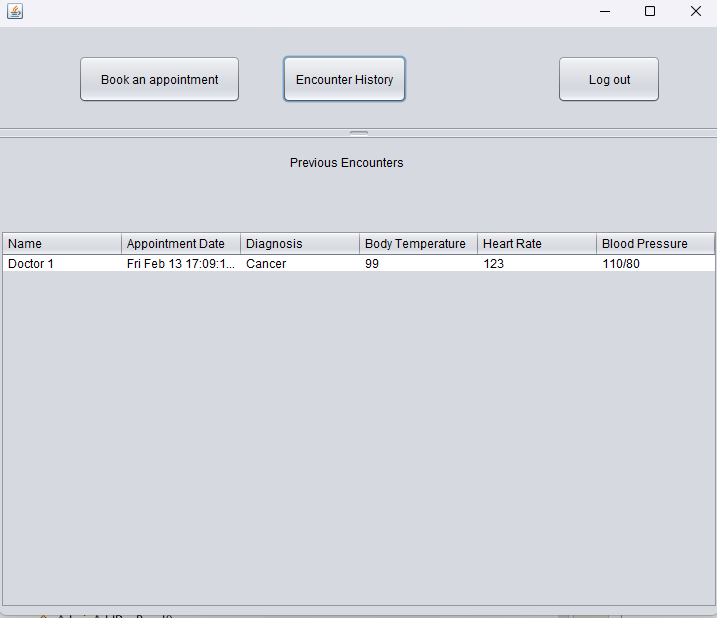 Book an appointment Encounter History Log out
Previous Encounters
Name Appointment Date Diagnosis Body Temperature Heart Rate Blood Pressure
Doctor 1 Fri Feb 13 17:09:1... Cancer 99 123 110/80